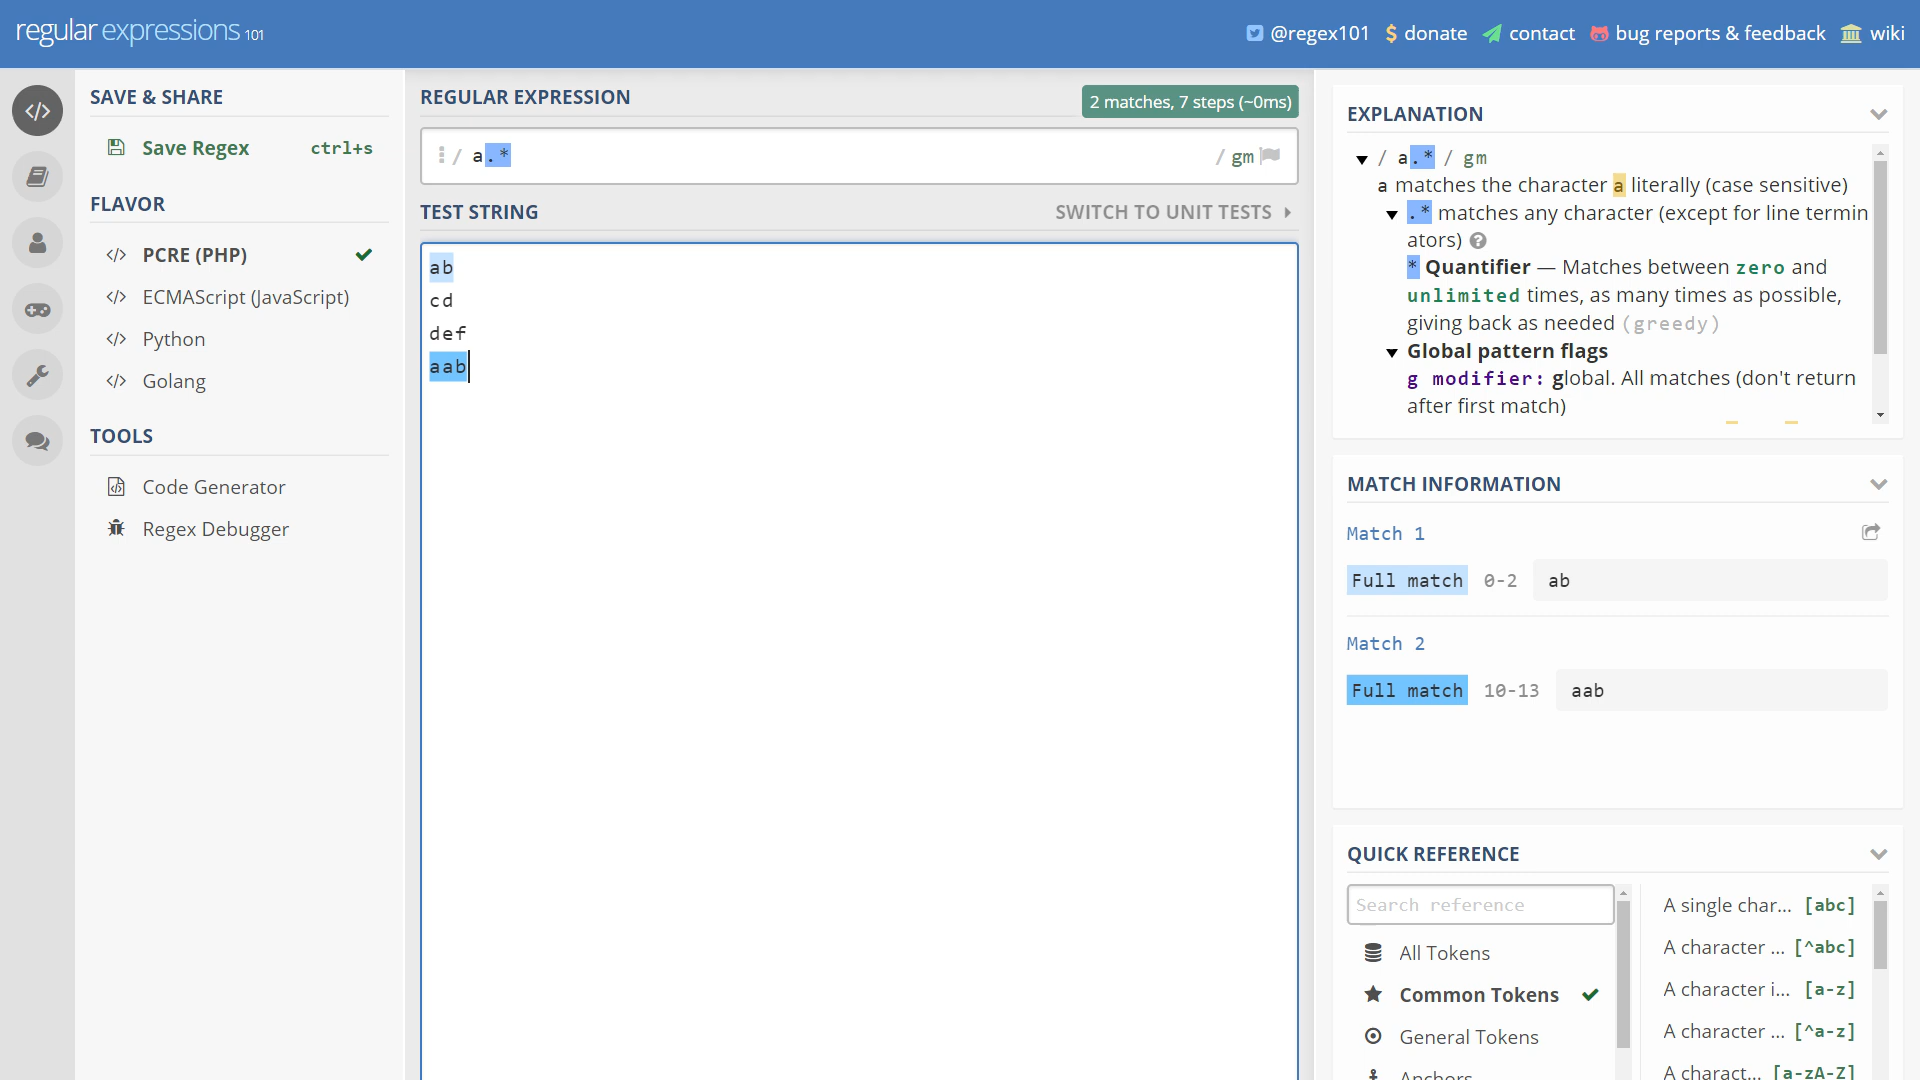 regular expressions 101
@regex101
$ donate
contact
bug reports & feedback
wiki
SAVE & SHARE
Save Regex ctrl+s
FLAVOR
</> PCRE (PHP)
</> ECMAScript (JavaScript)
</> Python
</> Golang
TOOLS
Code Generator
Regex Debugger
REGULAR EXPRESSION
2 matches, 7 steps (~0ms)
/ a.* / gm
TEST STRING
SWITCH TO UNIT TESTS
ab
cd
def
aab
EXPLANATION
/ a.* / gm
a matches the character a literally (case sensitive)
.* matches any character (except for line termin
ators)
* Quantifier — Matches between zero and
unlimited times, as many times as possible,
giving back as needed (greedy)
Global pattern flags
g modifier: global. All matches (don't return
after first match)
MATCH INFORMATION
Match 1
Full match 0-2 ab
Match 2
Full match 10-13 aab
QUICK REFERENCE
Search reference
All Tokens
Common Tokens
General Tokens
Anchors
A single char... [abc]
A character ... [^abc]
A character i... [a-z]
A character ... [^a-z]
A charact... [a-zA-Z]